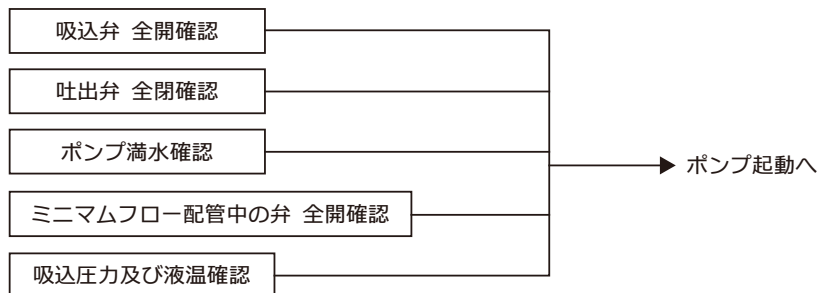 吸込弁 全開確認
吐出弁 全閉確認
ポンプ満水確認
ポンプ起動へ
ミニマムフロー配管中の弁 全開確認
吸込圧力及び液温確認